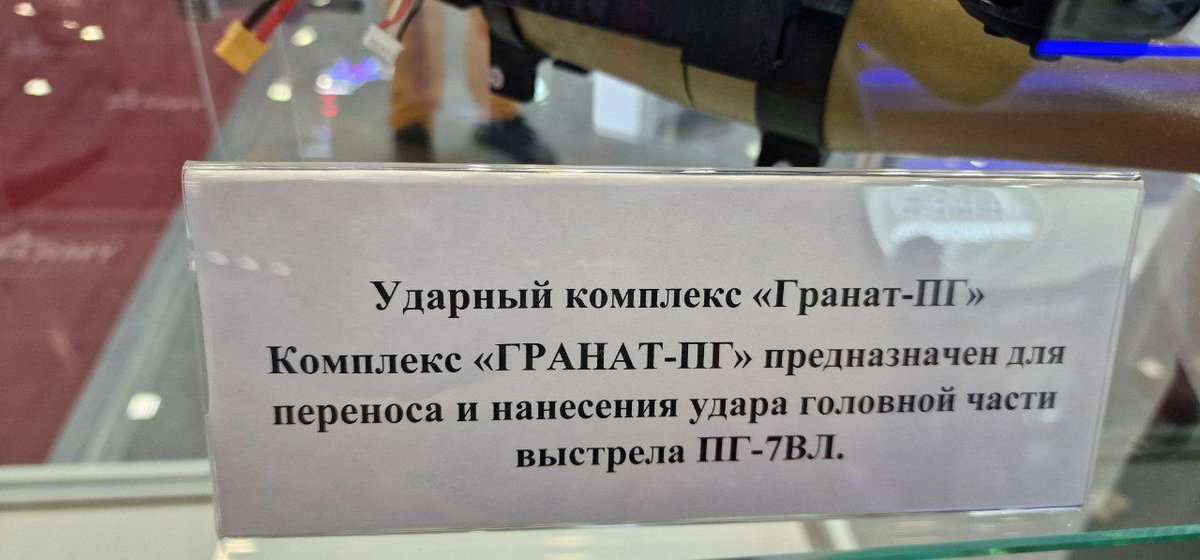 Ударный комплекс «Гранат-ПГ»
Комплекс «ГРАНАТ-ПГ» предназначен для
переноса и нанесения удара головной части
выстрела ПГ-7ВЛ.